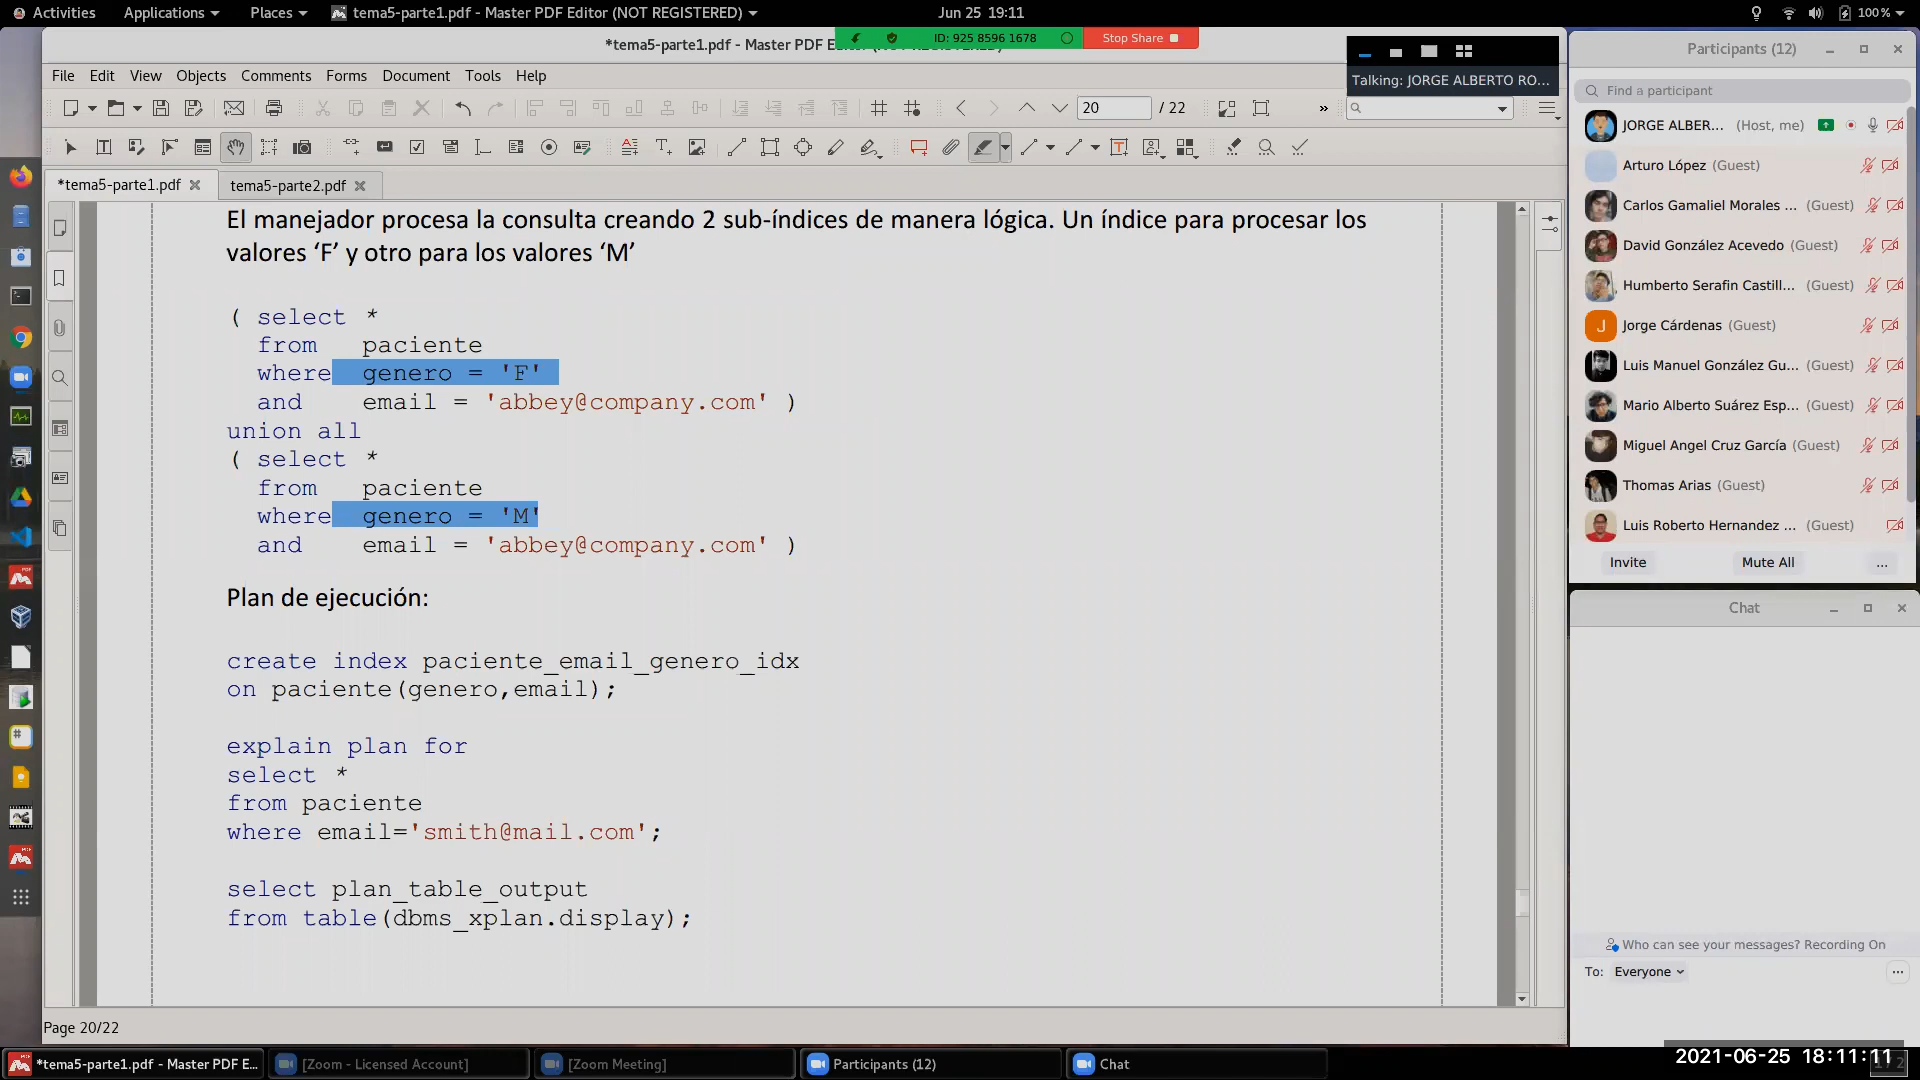 Activities Applications Places tema5-parte1.pdf - Master PDF Editor (NOT REGISTERED) Jun 25 19:11 100%
*tema5-parte1.pdf - Master PDF
ID: 925 8596 1678 Stop Share
Talking: JORGE ALBERTO RO...
File Edit View Objects Comments Forms Document Tools Help
20 / 22
*tema5-parte1.pdf tema5-parte2.pdf
El manejador procesa la consulta creando 2 sub-índices de manera lógica. Un índice para procesar los
valores ‘F’ y otro para los valores ‘M’
( select *
from paciente
where genero = 'F'
and email = 'abbey@company.com' )
union all
( select *
from paciente
where genero = 'M'
and email = 'abbey@company.com' )
Plan de ejecución:
create index paciente_email_genero_idx
on paciente(genero,email);
explain plan for
select *
from paciente
where email='smith@mail.com';
select plan_table_output
from table(dbms_xplan.display);
Page 20/22
Participants (12)
Find a participant
JORGE ALBER... (Host, me)
Arturo López (Guest)
Carlos Gamaliel Morales ... (Guest)
David González Acevedo (Guest)
Humberto Serafin Castill... (Guest)
J Jorge Cárdenas (Guest)
Luis Manuel González Gu... (Guest)
Mario Alberto Suárez Esp... (Guest)
Miguel Angel Cruz García (Guest)
Thomas Arias (Guest)
Luis Roberto Hernandez ... (Guest)
Invite Mute All ...
Chat
Who can see your messages? Recording On
To: Everyone
*tema5-parte1.pdf - Master PDF E... [Zoom - Licensed Account] [Zoom Meeting] Participants (12) Chat
2021-06-25 18:11:11